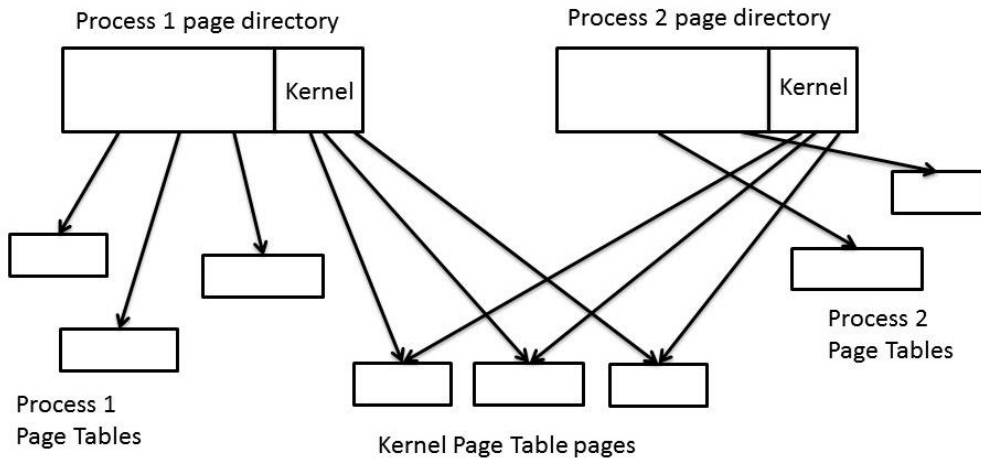 Process 1 page directory
Process 2 page directory
Kernel
Kernel
Process 2
Page Tables
Process 1
Page Tables
Kernel Page Table pages